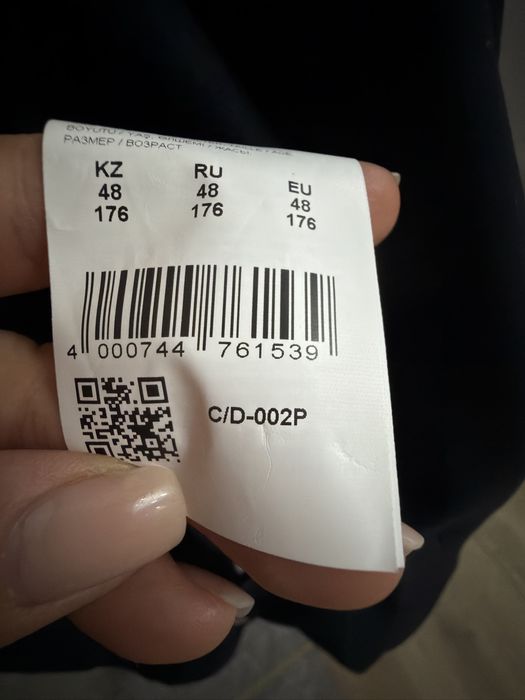 РАЗМЕР / ВОЗРАСТ
KZ RU EU
48 48 48
176 176 176
4 000744 761539
C/D-002P